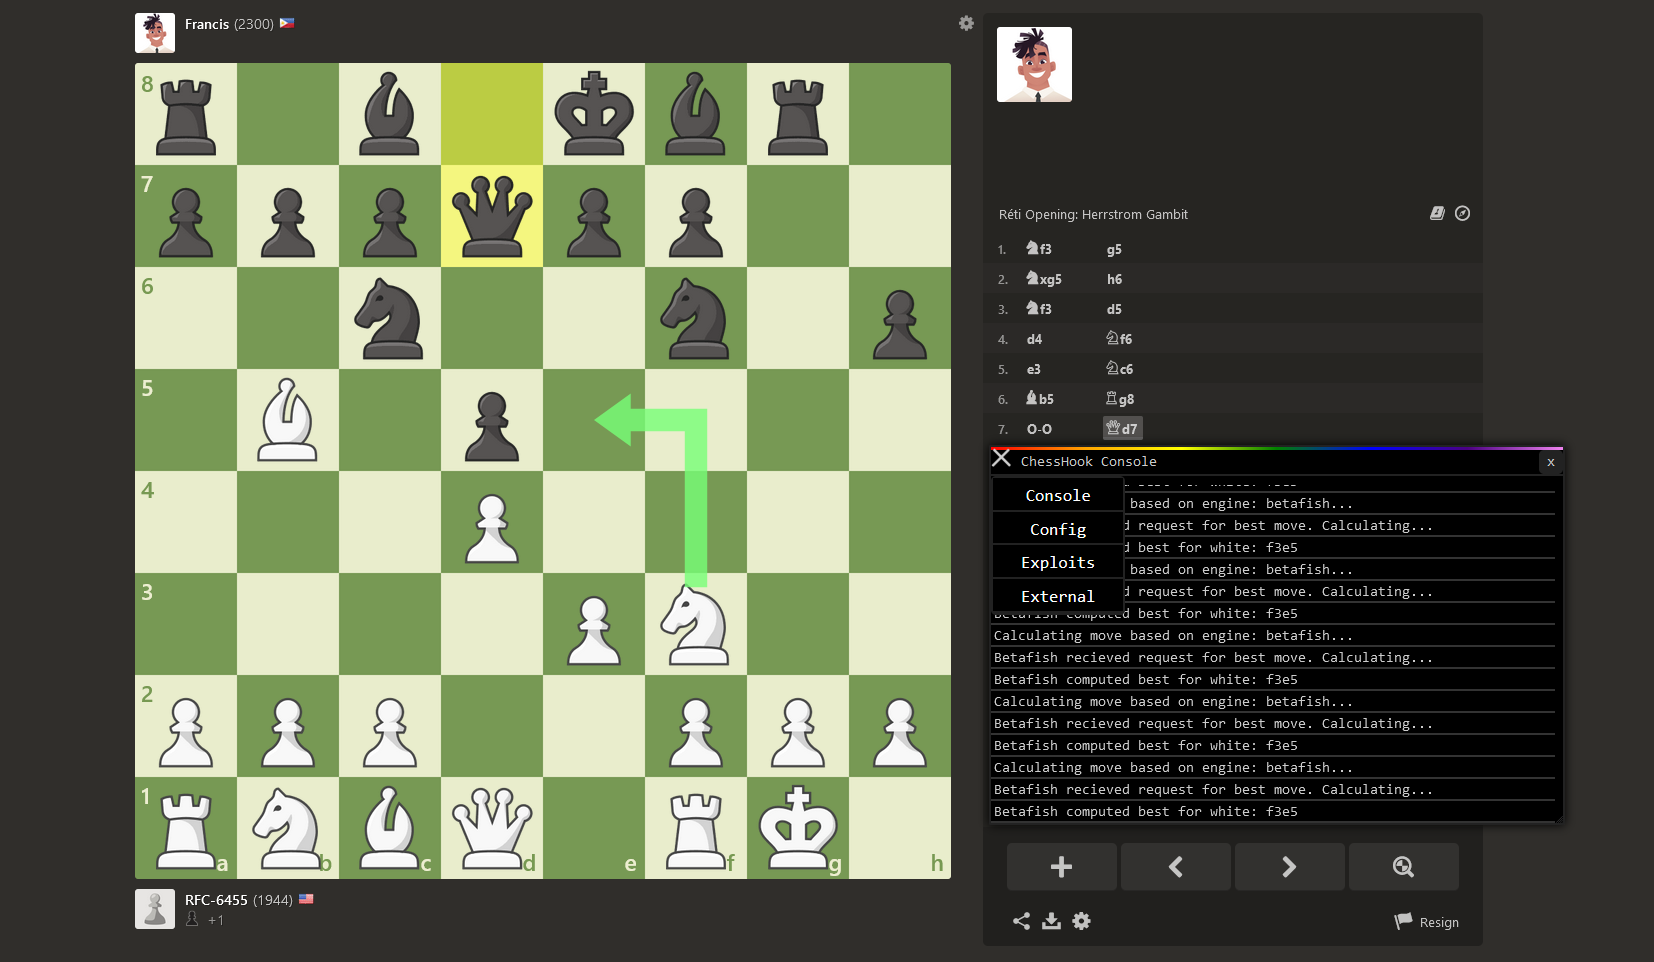 Francis (2300)
8
7
6
5
4
3
2
1
a b c d e f g h
RFC-6455 (1944)
+1
Réti Opening: Herrstrom Gambit
1. f3 g5
2. xg5 h6
3. f3 d5
4. d4 f6
5. e3 c6
6. b5 g8
7. O-O d7
ChessHook Console x
Console
Config
Exploits
External
based on engine: betafish...
d request for best move. Calculating...
d best for white: f3e5
based on engine: betafish...
d request for best move. Calculating...
Betafish computed best for white: f3e5
Calculating move based on engine: betafish...
Betafish recieved request for best move. Calculating...
Betafish computed best for white: f3e5
Calculating move based on engine: betafish...
Betafish recieved request for best move. Calculating...
Betafish computed best for white: f3e5
Calculating move based on engine: betafish...
Betafish recieved request for best move. Calculating...
Betafish computed best for white: f3e5
Resign